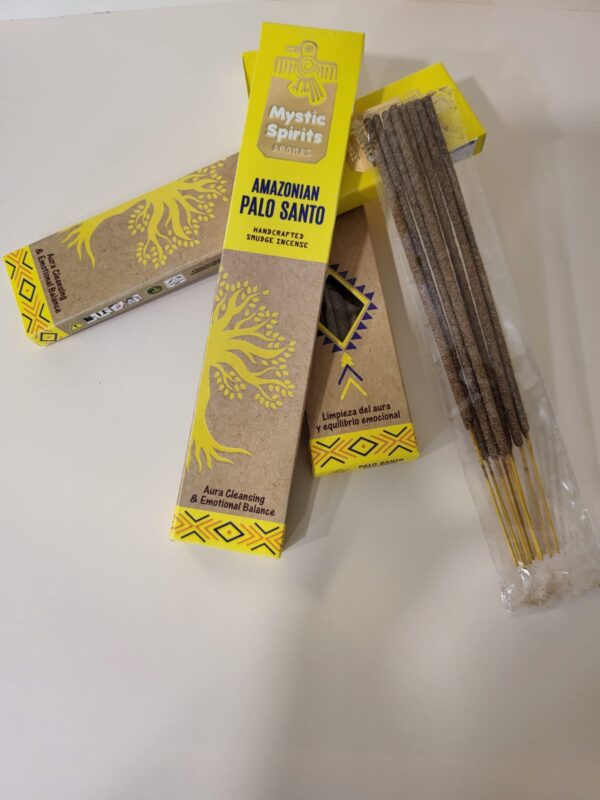 Mystic
Spirits
AROMAS
AMAZONIAN
PALO SANTO
HANDCRAFTED
SMUDGE INCENSE
Aura Cleansing
& Emotional Balance
Aura Cleansing
& Emotional Balance
Limpieza del aura
y equilibrio emocional
PALO SANTO